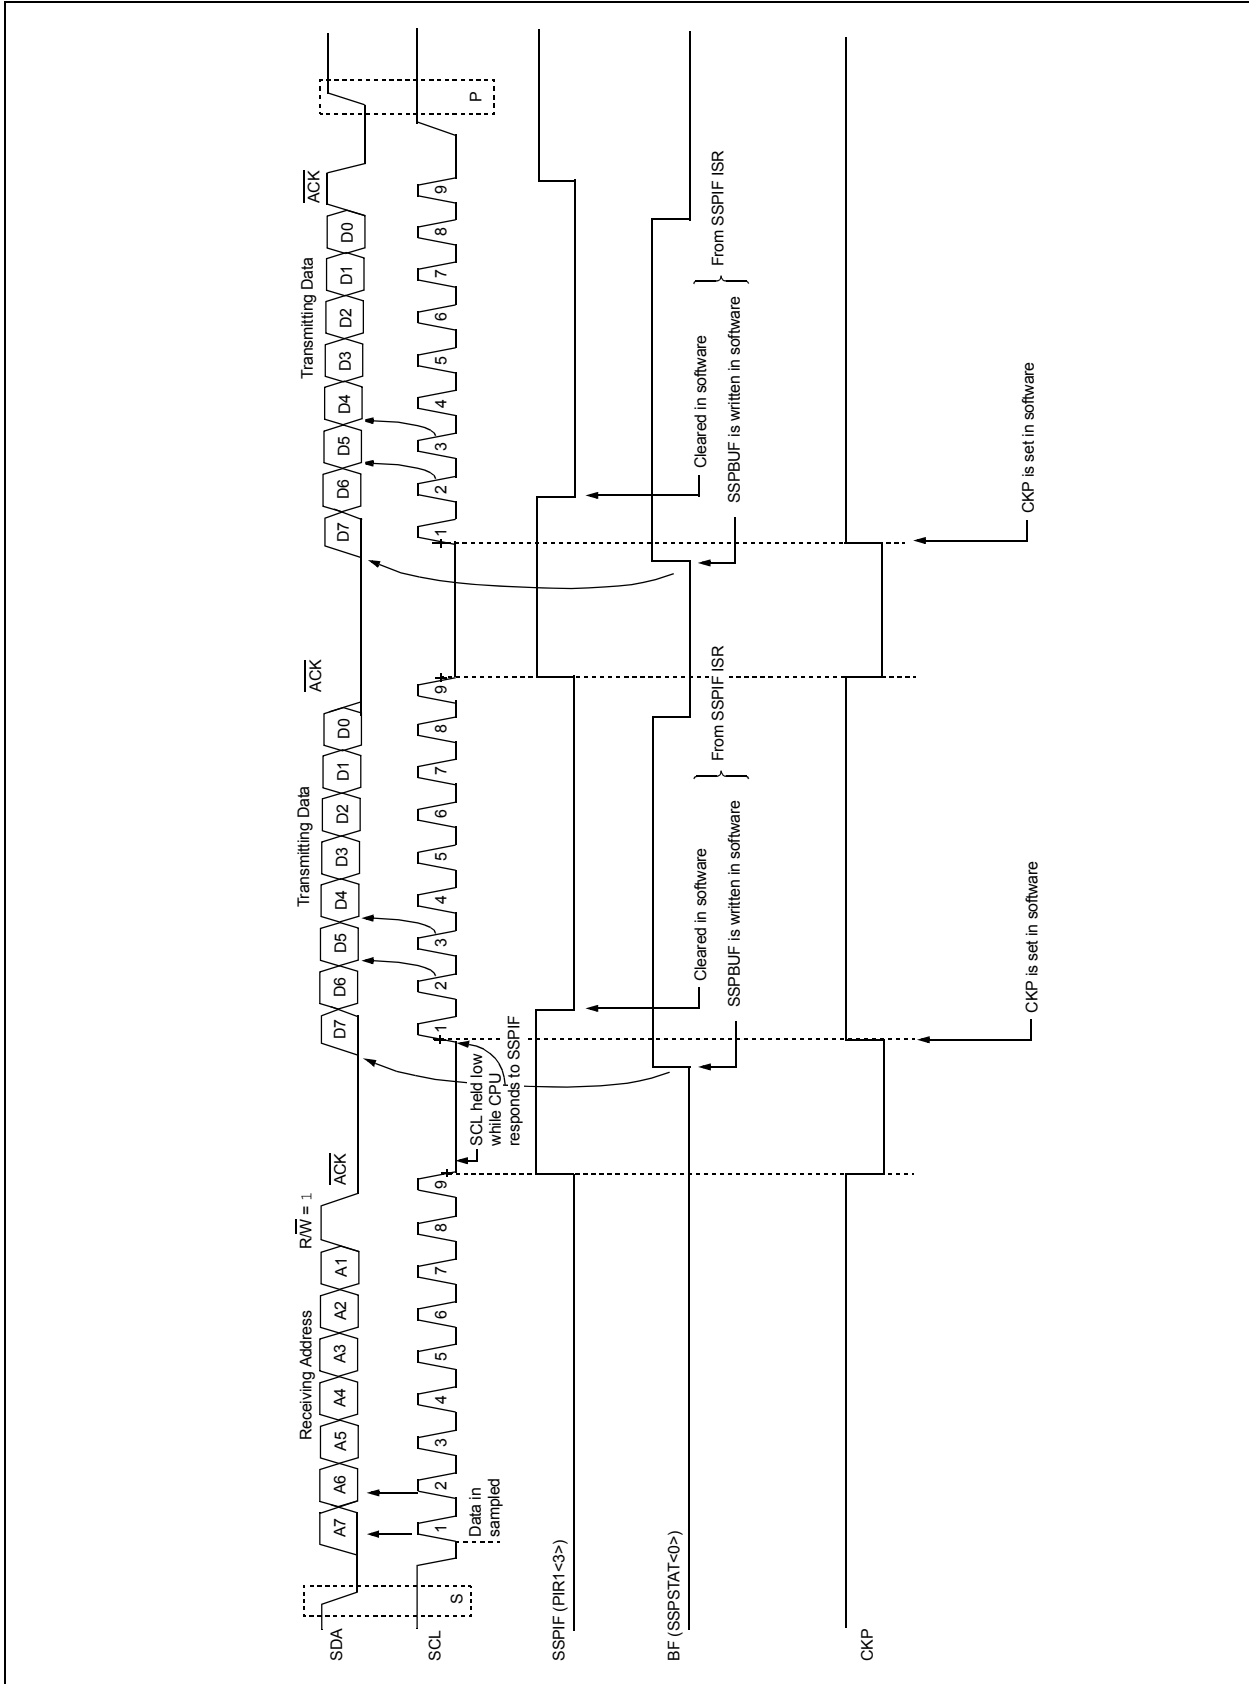 Receiving Address
R/W = 1
ACK
Transmitting Data
ACK
Transmitting Data
ACK
SDA
A7 A6 A5 A4 A3 A2 A1
D7 D6 D5 D4 D3 D2 D1 D0
D7 D6 D5 D4 D3 D2 D1 D0
SCL
1 2 3 4 5 6 7 8 9
1 2 3 4 5 6 7 8 9
1 2 3 4 5 6 7 8 9
S
P
Data in
sampled
SCL held low
while CPU
responds to SSPIF
SSPIF (PIR1<3>)
BF (SSPSTAT<0>)
Cleared in software
SSPBUF is written in software
From SSPIF ISR
Cleared in software
SSPBUF is written in software
From SSPIF ISR
CKP
CKP is set in software
CKP is set in software